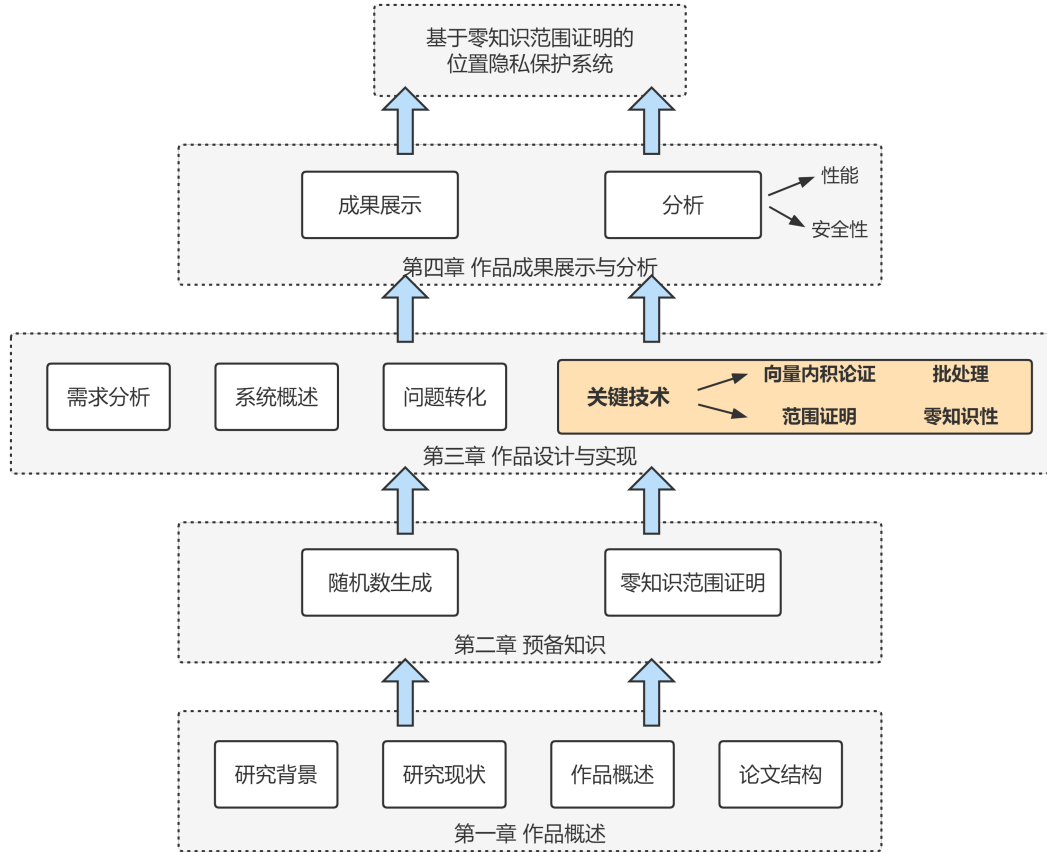 基于零知识范围证明的
位置隐私保护系统
成果展示
分析
性能
安全性
第四章 作品成果展示与分析
需求分析
系统概述
问题转化
关键技术
向量内积论证
批处理
范围证明
零知识性
第三章 作品设计与实现
随机数生成
零知识范围证明
第二章 预备知识
研究背景
研究现状
作品概述
论文结构
第一章 作品概述